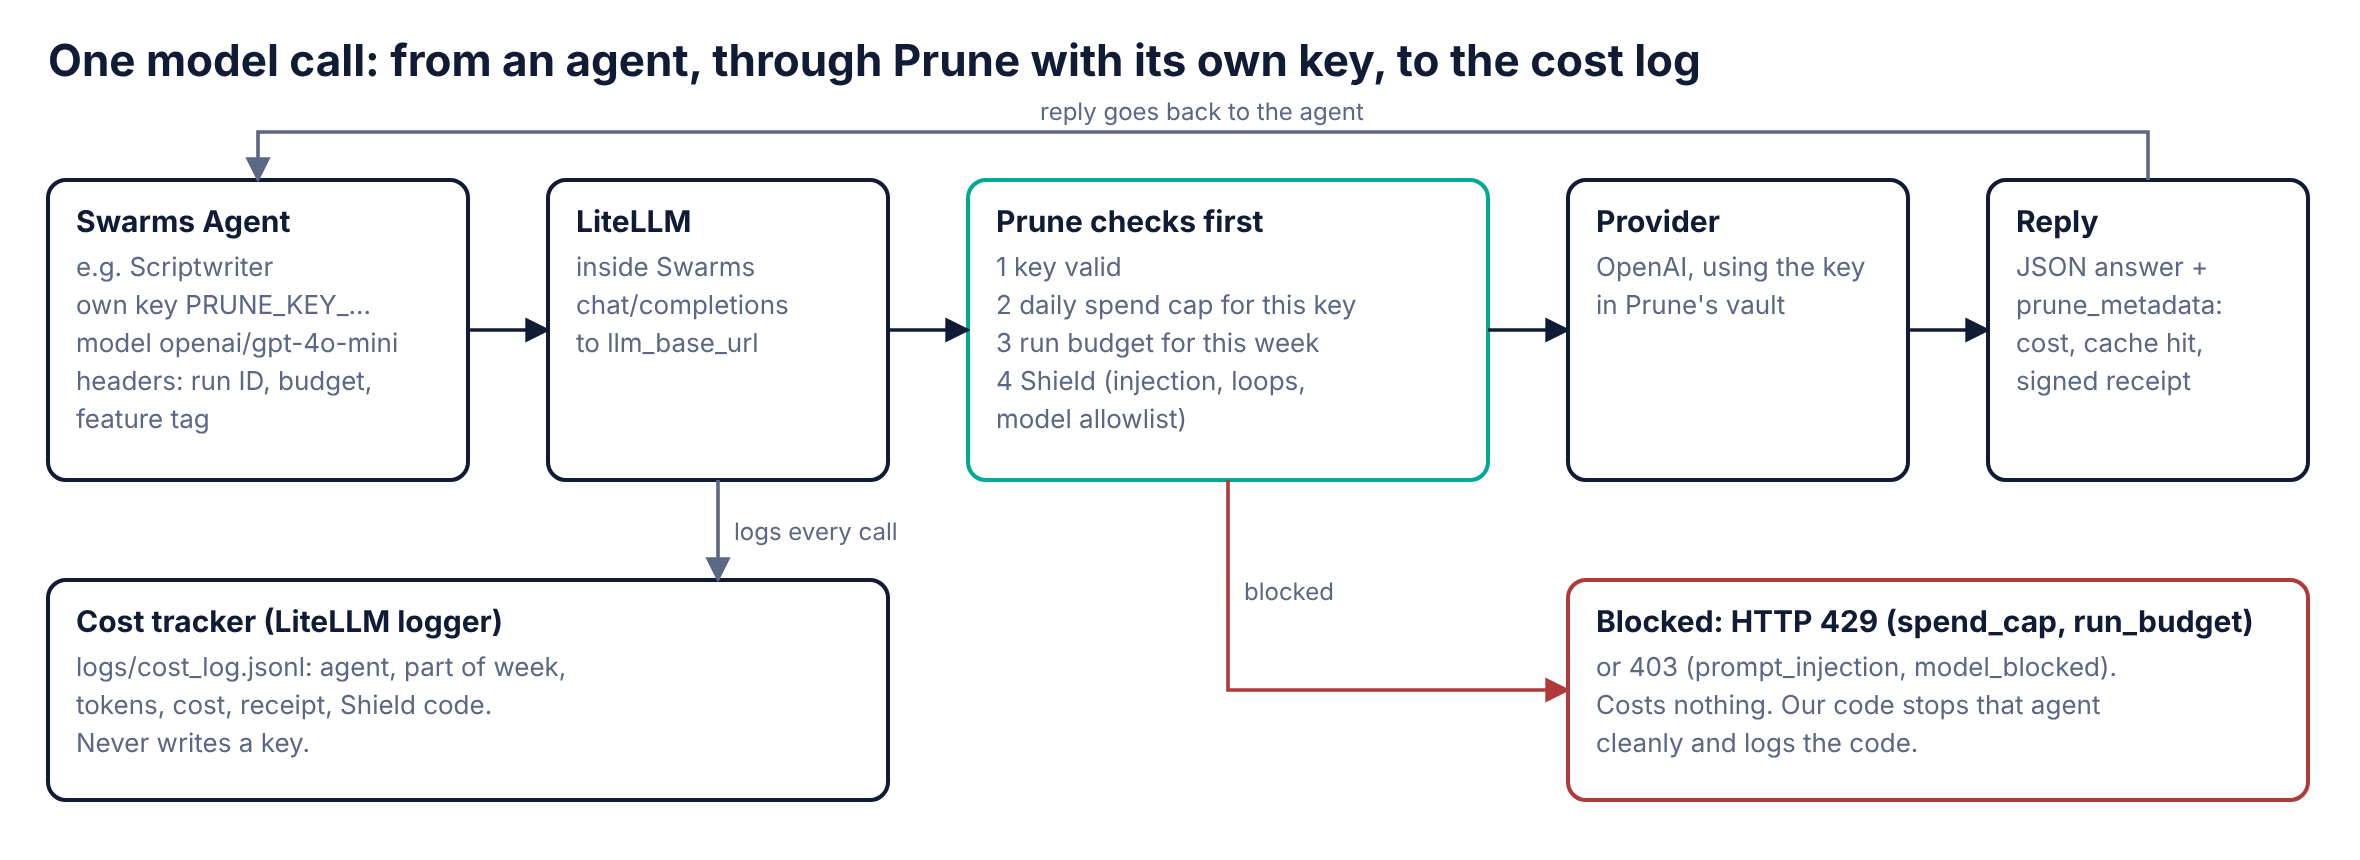 One model call: from an agent, through Prune with its own key, to the cost log
reply goes back to the agent
Swarms Agent
e.g. Scriptwriter
own key PRUNE_KEY_...
model openai/gpt-4o-mini
headers: run ID, budget,
feature tag
LiteLLM
inside Swarms
chat/completions
to llm_base_url
Prune checks first
1 key valid
2 daily spend cap for this key
3 run budget for this week
4 Shield (injection, loops,
model allowlist)
Provider
OpenAI, using the key
in Prune's vault
Reply
JSON answer +
prune_metadata:
cost, cache hit,
signed receipt
logs every call
blocked
Cost tracker (LiteLLM logger)
logs/cost_log.jsonl: agent, part of week,
tokens, cost, receipt, Shield code.
Never writes a key.
Blocked: HTTP 429 (spend_cap, run_budget)
or 403 (prompt_injection, model_blocked).
Costs nothing. Our code stops that agent
cleanly and logs the code.